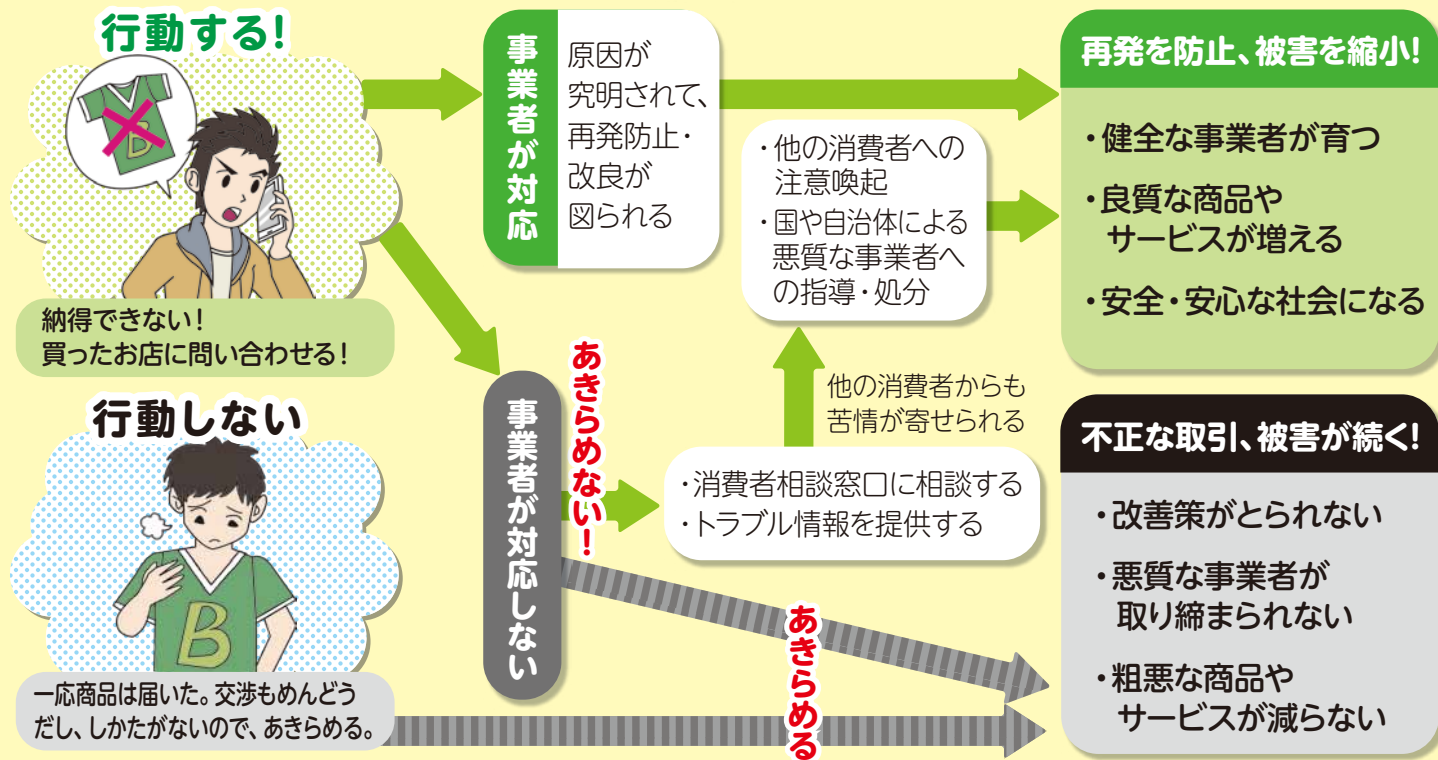 行動する!
B
納得できない!
買ったお店に問い合わせる!
事業者が対応
原因が
究明されて、
再発防止・
改良が
図られる
・他の消費者への
注意喚起
・国や自治体による
悪質な事業者へ
の指導・処分
再発を防止、被害を縮小!
・健全な事業者が育つ
・良質な商品や
サービスが増える
・安全・安心な社会になる
行動しない
B
一応商品は届いた。交渉もめんどう
だし、しかたがないので、あきらめる。
事業者が対応しない
あきらめない!
他の消費者からも
苦情が寄せられる
・消費者相談窓口に相談する
・トラブル情報を提供する
あきらめる
不正な取引、被害が続く!
・改善策がとられない
・悪質な事業者が
取り締まられない
・粗悪な商品や
サービスが減らない